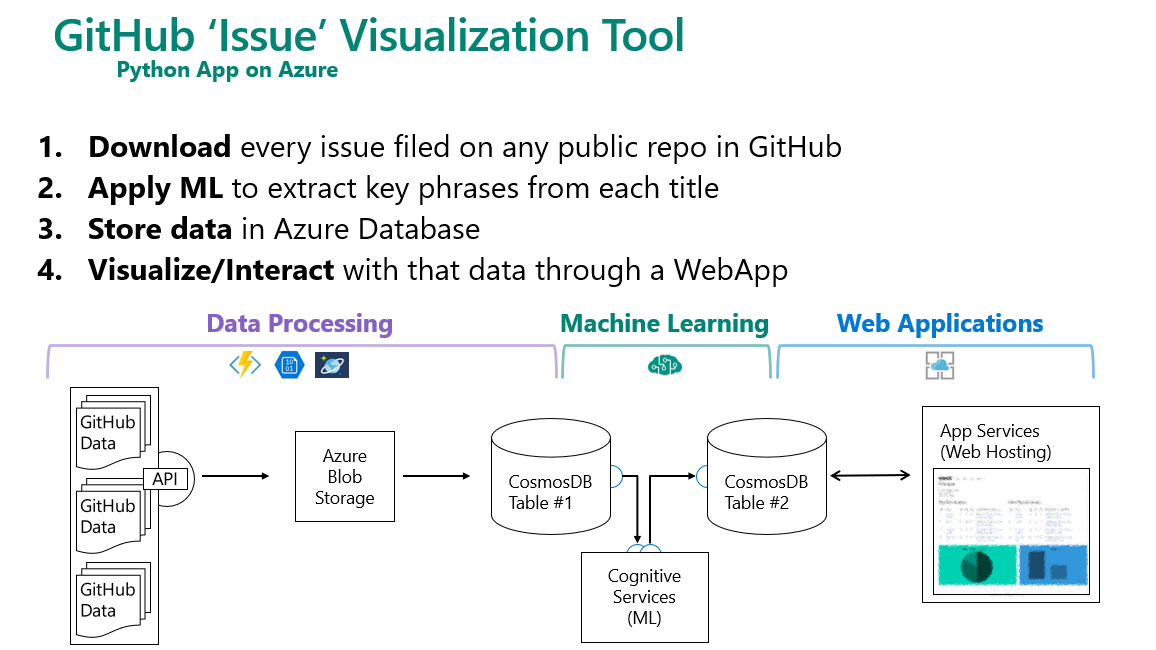 GitHub ‘Issue’ Visualization Tool
Python App on Azure
1. Download every issue filed on any public repo in GitHub
2. Apply ML to extract key phrases from each title
3. Store data in Azure Database
4. Visualize/Interact with that data through a WebApp
Data Processing
Machine Learning
Web Applications
10
01
GitHub
Data
API
GitHub
Data
GitHub
Data
Azure
Blob
Storage
CosmosDB
Table #1
Cognitive
Services
(ML)
CosmosDB
Table #2
App Services
(Web Hosting)